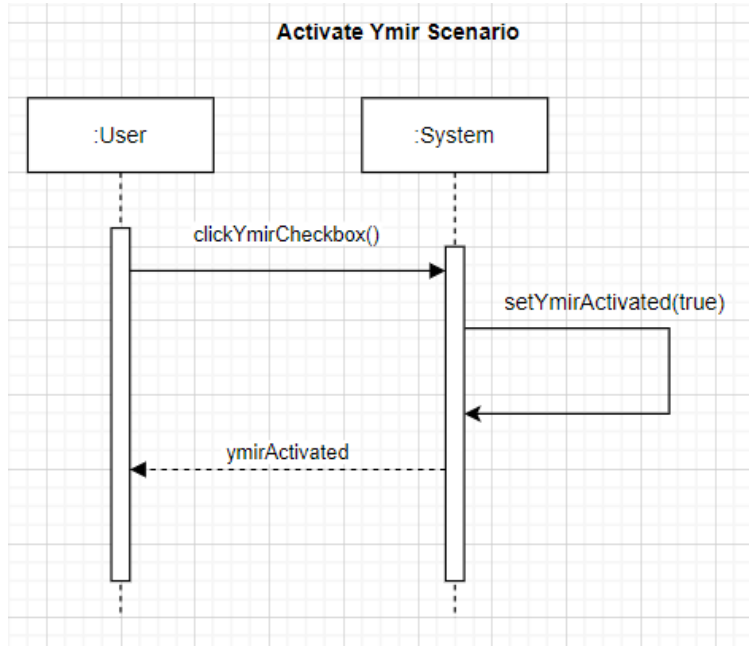 Activate Ymir Scenario
:User
:System
clickYmirCheckbox()
setYmirActivated(true)
ymirActivated